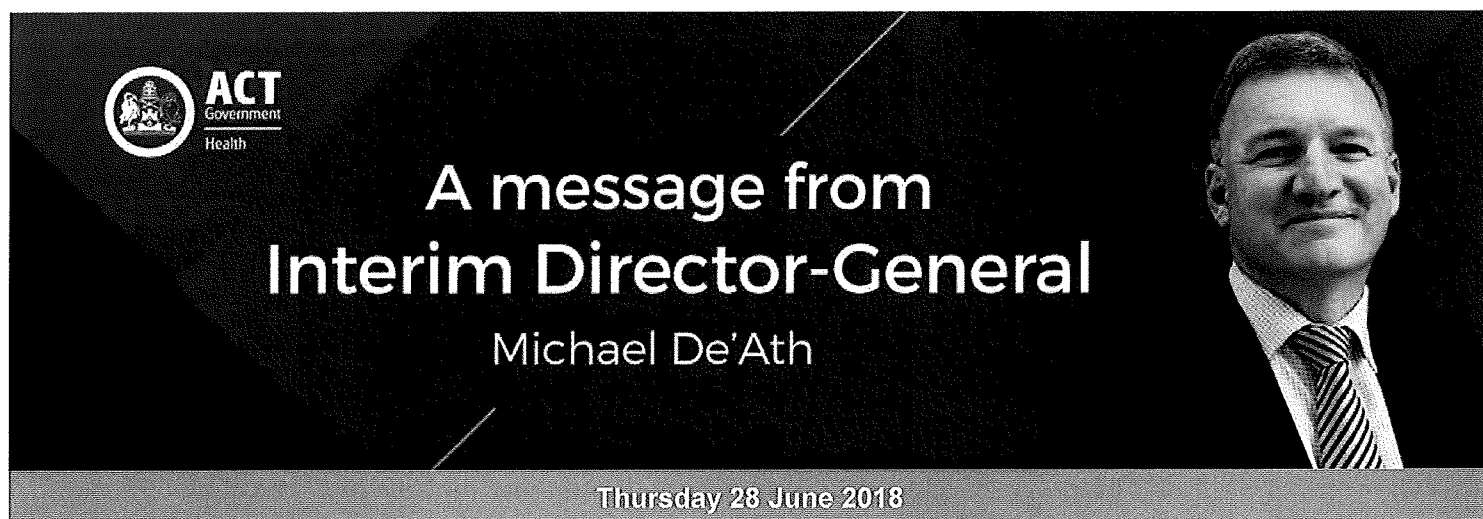 ACT
Government
Health
A message from
Interim Director-General
Michael De'Ath
Thursday 28 June 2018